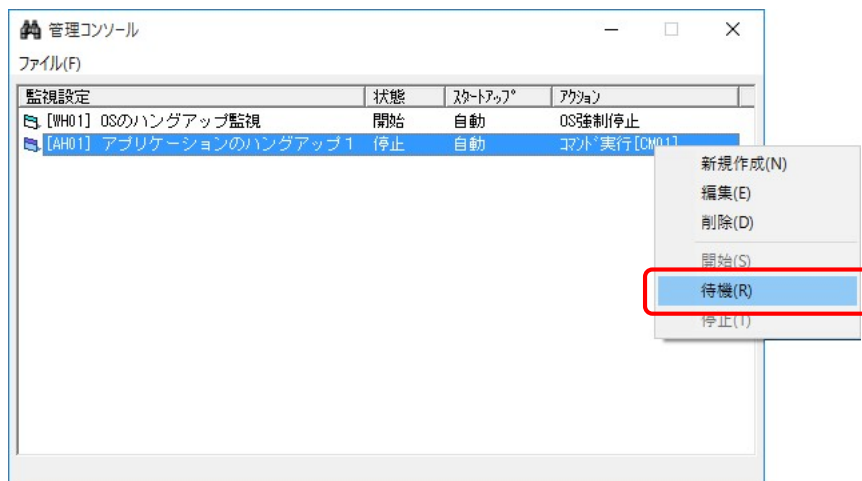 管理コンソール
ファイル(F)
監視設定 状態 ｽﾀｰﾄｱｯﾌﾟ ｱｸｼｮﾝ
[WH01] OSのハングアップ監視 開始 自動 OS強制停止
[AH01] アプリケーションのハングアップ1 停止 自動 ｺﾏﾝﾄﾞ実行[CM01]
新規作成(N)
編集(E)
削除(D)
開始(S)
待機(R)
停止(T)